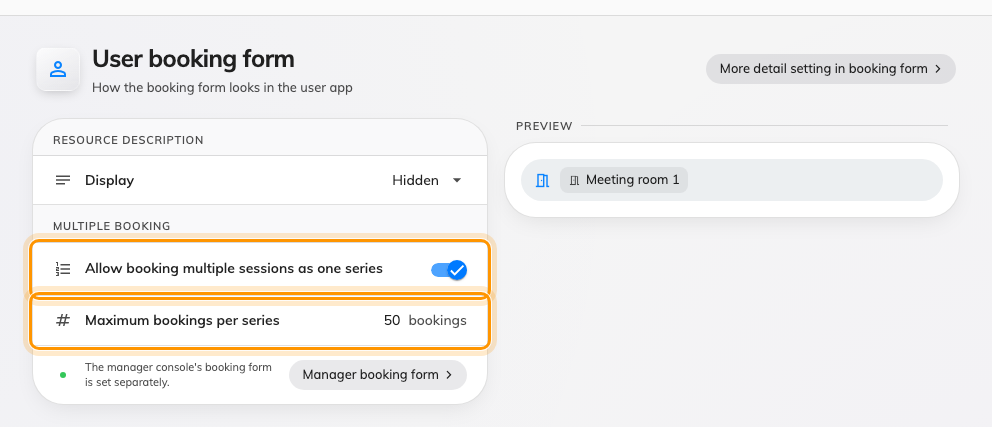 User booking form
How the booking form looks in the user app
More detail setting in booking form
RESOURCE DESCRIPTION
Display
Hidden
MULTIPLE BOOKING
Allow booking multiple sessions as one series
Maximum bookings per series
50 bookings
The manager console's booking form
is set separately.
Manager booking form
PREVIEW
Meeting room 1